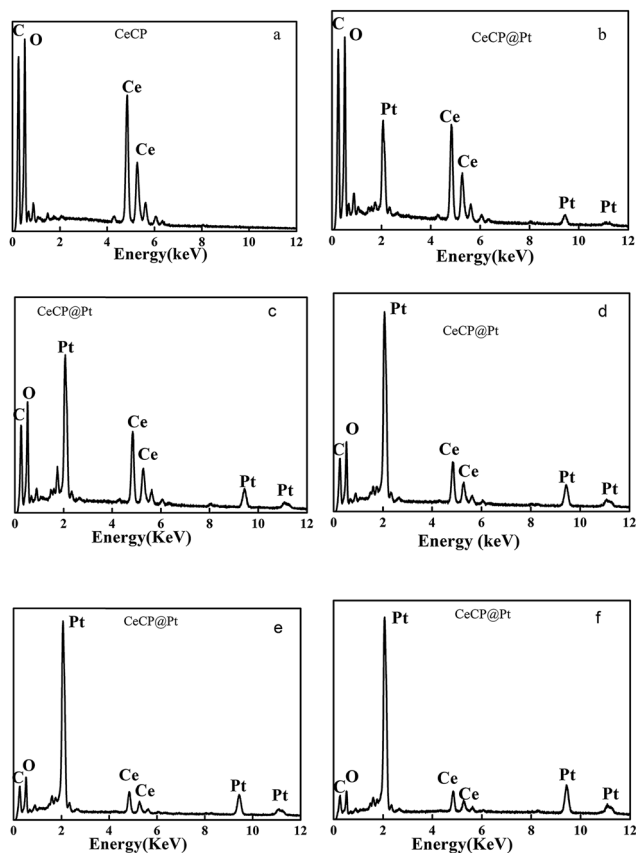 C
O
CeCP
a
Ce
Ce
0 2 4 6 8 10 12
Energy(keV)
C
O
CeCP@Pt
b
Pt
Ce
Ce
Pt
Pt
0 2 4 6 8 10 12
Energy(keV)
CeCP@Pt
c
Pt
O
C
Ce
Ce
Pt
Pt
0 2 4 6 8 10 12
Energy(KeV)
Pt
CeCP@Pt
d
O
C
Ce
Ce
Pt
Pt
0 2 4 6 8 10 12
Energy (keV)
Pt
CeCP@Pt
e
O
C
Ce
Ce
Pt
Pt
0 2 4 6 8 10 12
Energy(KeV)
Pt
CeCP@Pt
f
O
C
Ce
Ce
Pt
Pt
0 2 4 6 8 10 12
Energy(KeV)